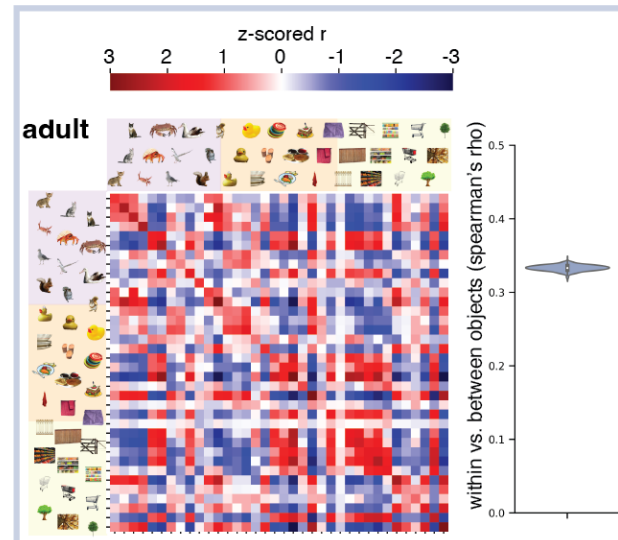 z-scored r
3 2 1 0 -1 -2 -3
adult
within vs. between objects (spearman's rho)
0.5
0.4
0.3
0.2
0.1
0.0